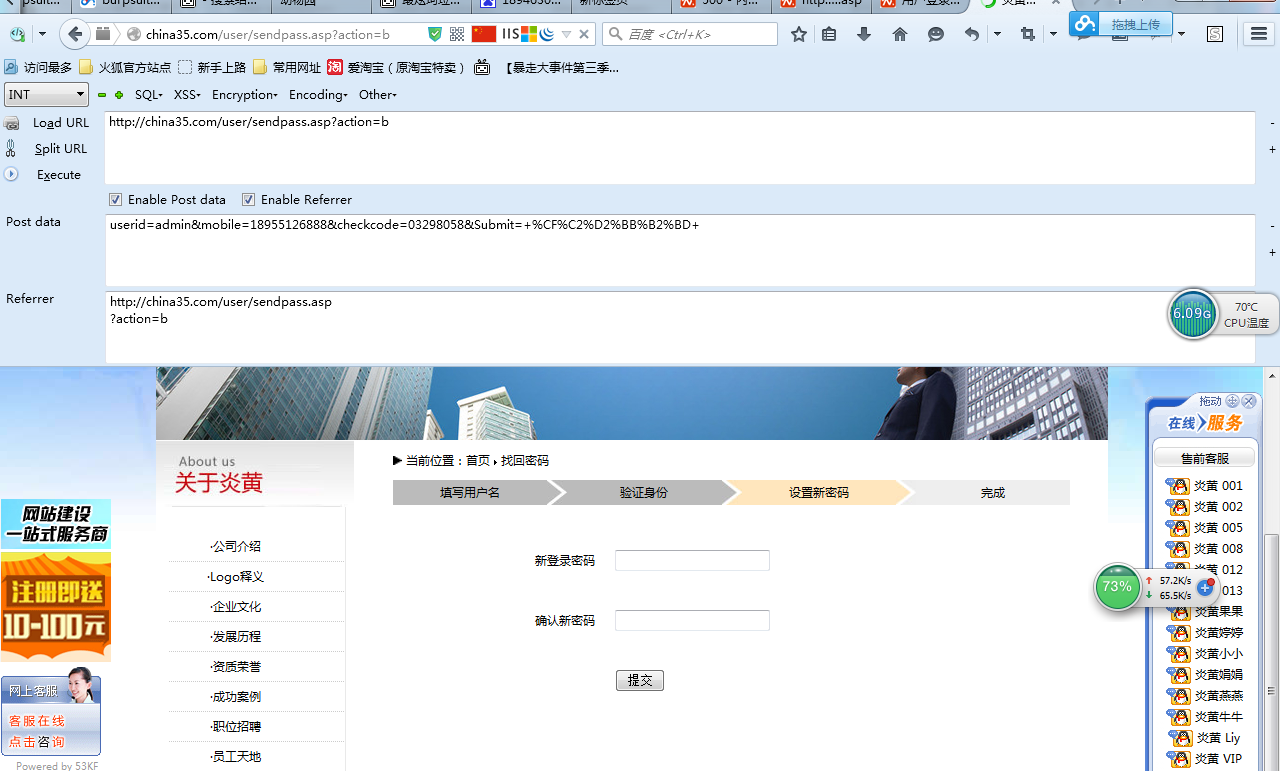 psuit...
burpsuit...
动物园
新标签页
http.....asp
用户登录...
炎黄...
拖拽上传
china35.com/user/sendpass.asp?action=b
IIS
百度 <Ctrl+K>
S
访问最多
火狐官方站点
新手上路
常用网址
淘
爱淘宝（原淘宝特卖）
【暴走大事件第三季...
INT
SQL
XSS
Encryption
Encoding
Other
Load URL
http://china35.com/user/sendpass.asp?action=b
Split URL
Execute
Enable Post data
Enable Referrer
Post data
userid=admin&mobile=18955126888&checkcode=03298058&Submit=+%CF%C2%D2%BB%B2%BD+
Referrer
http://china35.com/user/sendpass.asp
?action=b
6.09G
70℃
CPU温度
拖动
在线
服务
About us
关于炎黄
当前位置：首页
找回密码
填写用户名
验证身份
设置新密码
完成
新登录密码
确认新密码
提交
·公司介绍
·Logo释义
·企业文化
·发展历程
·资质荣誉
·成功案例
·职位招聘
·员工天地
网站建设
一站式服务商
注册即送
10-100元
网上客服
客服在线
点击咨询
Powered by 53KF
售前客服
炎黄 001
炎黄 002
炎黄 005
炎黄 008
012
013
73%
57.2K/s
65.5K/s
炎黄果果
炎黄婷婷
炎黄小小
炎黄娟娟
炎黄燕燕
炎黄牛牛
炎黄 Liy
炎黄 VIP